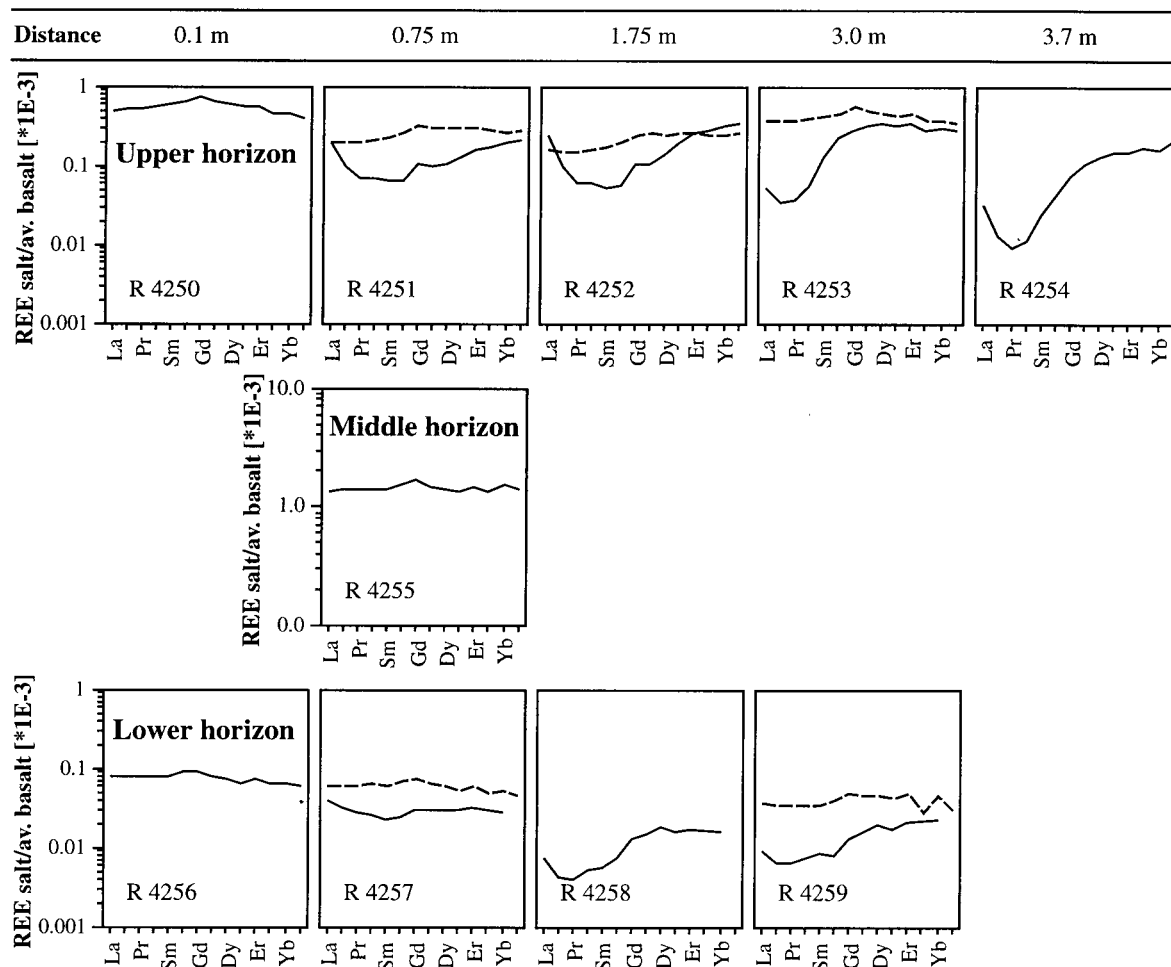 Distance 0.1 m 0.75 m 1.75 m 3.0 m 3.7 m
REE salt/av. basalt [*1E-3]
1
0.1
0.01
0.001
Upper horizon
R 4250 R 4251 R 4252 R 4253 R 4254
La Pr Sm Gd Dy Er Yb La Pr Sm Gd Dy Er Yb La Pr Sm Gd Dy Er Yb La Pr Sm Gd Dy Er Yb La Pr Sm Gd Dy Er Yb
REE salt/av. basalt [*1E-3]
10.0
1.0
0.0
Middle horizon
R 4255
La Pr Sm Gd Dy Er Yb
REE salt/av. basalt [*1E-3]
1
0.1
0.01
0.001
Lower horizon
R 4256 R 4257 R 4258 R 4259
La Pr Sm Gd Dy Er Yb La Pr Sm Gd Dy Er Yb La Pr Sm Gd Dy Er Yb La Pr Sm Gd Dy Er Yb